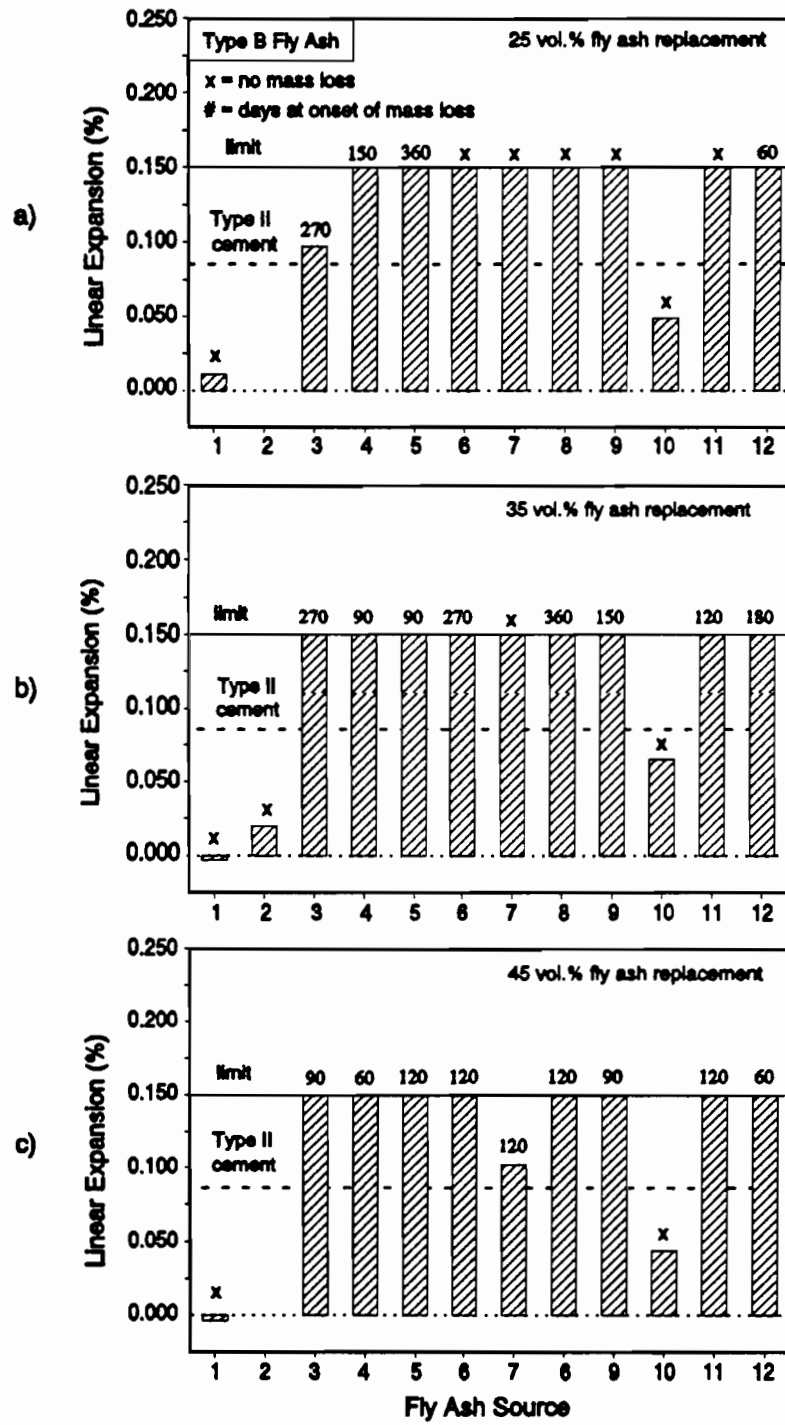 a)
Linear Expansion (%)
0.250
0.200
0.150
0.100
0.050
0.000
Type B Fly Ash
25 vol.% fly ash replacement
x = no mass loss
# = days at onset of mass loss
limit
150 360 x x x x x 60
Type II
cement
270
x
x
1 2 3 4 5 6 7 8 9 10 11 12
b)
Linear Expansion (%)
0.250
0.200
0.150
0.100
0.050
0.000
35 vol.% fly ash replacement
limit
270 90 90 270 x 360 150 120 180
Type II
cement
x
x
x
1 2 3 4 5 6 7 8 9 10 11 12
c)
Linear Expansion (%)
0.250
0.200
0.150
0.100
0.050
0.000
45 vol.% fly ash replacement
limit
90 60 120 120 120 90 120 60
Type II
cement
120
x
x
1 2 3 4 5 6 7 8 9 10 11 12
Fly Ash Source